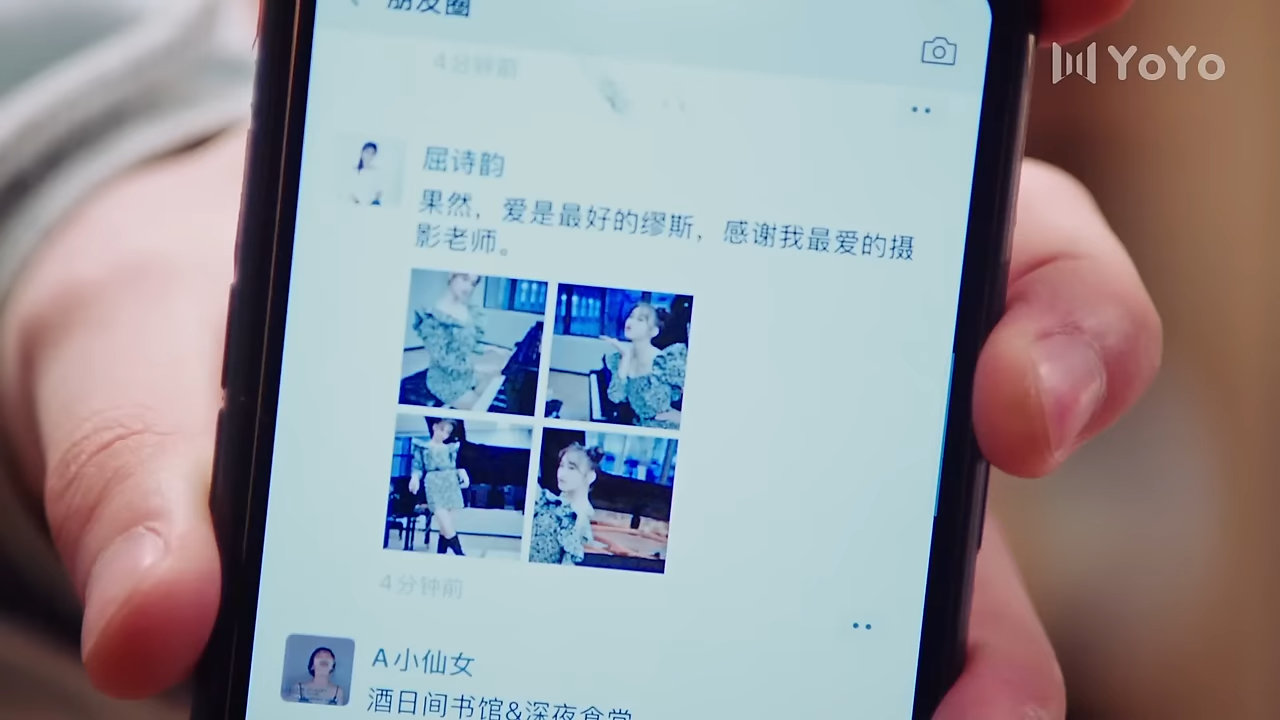 朋友圈
YoYo
4分钟前
屈诗韵
果然，爱是最好的缪斯，感谢我最爱的摄
影老师。
4分钟前
A小仙女
酒日间书馆&深夜食堂